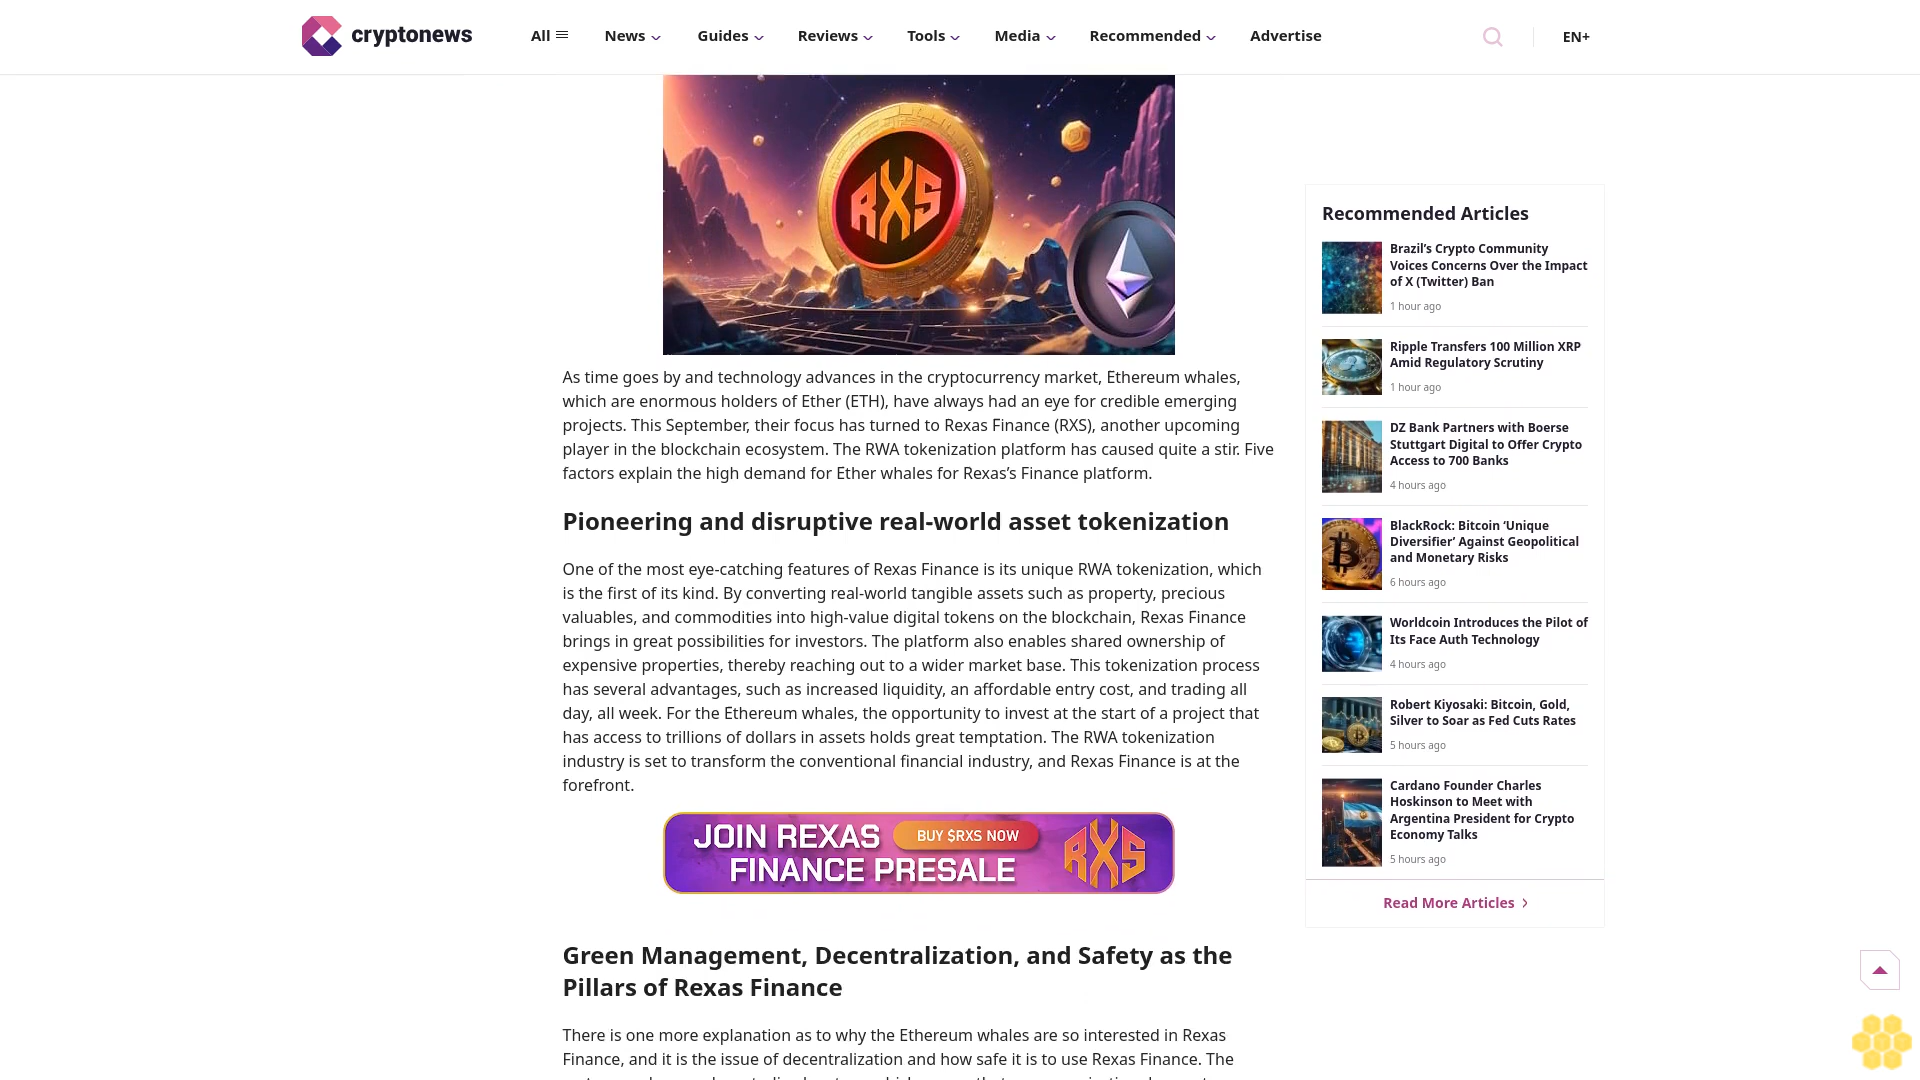 cryptonews
All
News
Guides
Reviews
Tools
Media
Recommended
Advertise
EN+
RXS
As time goes by and technology advances in the cryptocurrency market, Ethereum whales,
which are enormous holders of Ether (ETH), have always had an eye for credible emerging
projects. This September, their focus has turned to Rexas Finance (RXS), another upcoming
player in the blockchain ecosystem. The RWA tokenization platform has caused quite a stir. Five
factors explain the high demand for Ether whales for Rexas’s Finance platform.
Pioneering and disruptive real-world asset tokenization
One of the most eye-catching features of Rexas Finance is its unique RWA tokenization, which
is the first of its kind. By converting real-world tangible assets such as property, precious
valuables, and commodities into high-value digital tokens on the blockchain, Rexas Finance
brings in great possibilities for investors. The platform also enables shared ownership of
expensive properties, thereby reaching out to a wider market base. This tokenization process
has several advantages, such as increased liquidity, an affordable entry cost, and trading all
day, all week. For the Ethereum whales, the opportunity to invest at the start of a project that
has access to trillions of dollars in assets holds great temptation. The RWA tokenization
industry is set to transform the conventional financial industry, and Rexas Finance is at the
forefront.
JOIN REXAS BUY $RXS NOW
FINANCE PRESALE
RXS
Green Management, Decentralization, and Safety as the
Pillars of Rexas Finance
There is one more explanation as to why the Ethereum whales are so interested in Rexas
Finance, and it is the issue of decentralization and how safe it is to use Rexas Finance. The
Recommended Articles
Brazil’s Crypto Community
Voices Concerns Over the Impact
of X (Twitter) Ban
1 hour ago
Ripple Transfers 100 Million XRP
Amid Regulatory Scrutiny
1 hour ago
DZ Bank Partners with Boerse
Stuttgart Digital to Offer Crypto
Access to 700 Banks
4 hours ago
BlackRock: Bitcoin ‘Unique
Diversifier’ Against Geopolitical
and Monetary Risks
6 hours ago
Worldcoin Introduces the Pilot of
Its Face Auth Technology
4 hours ago
Robert Kiyosaki: Bitcoin, Gold,
Silver to Soar as Fed Cuts Rates
5 hours ago
Cardano Founder Charles
Hoskinson to Meet with
Argentina President for Crypto
Economy Talks
5 hours ago
Read More Articles